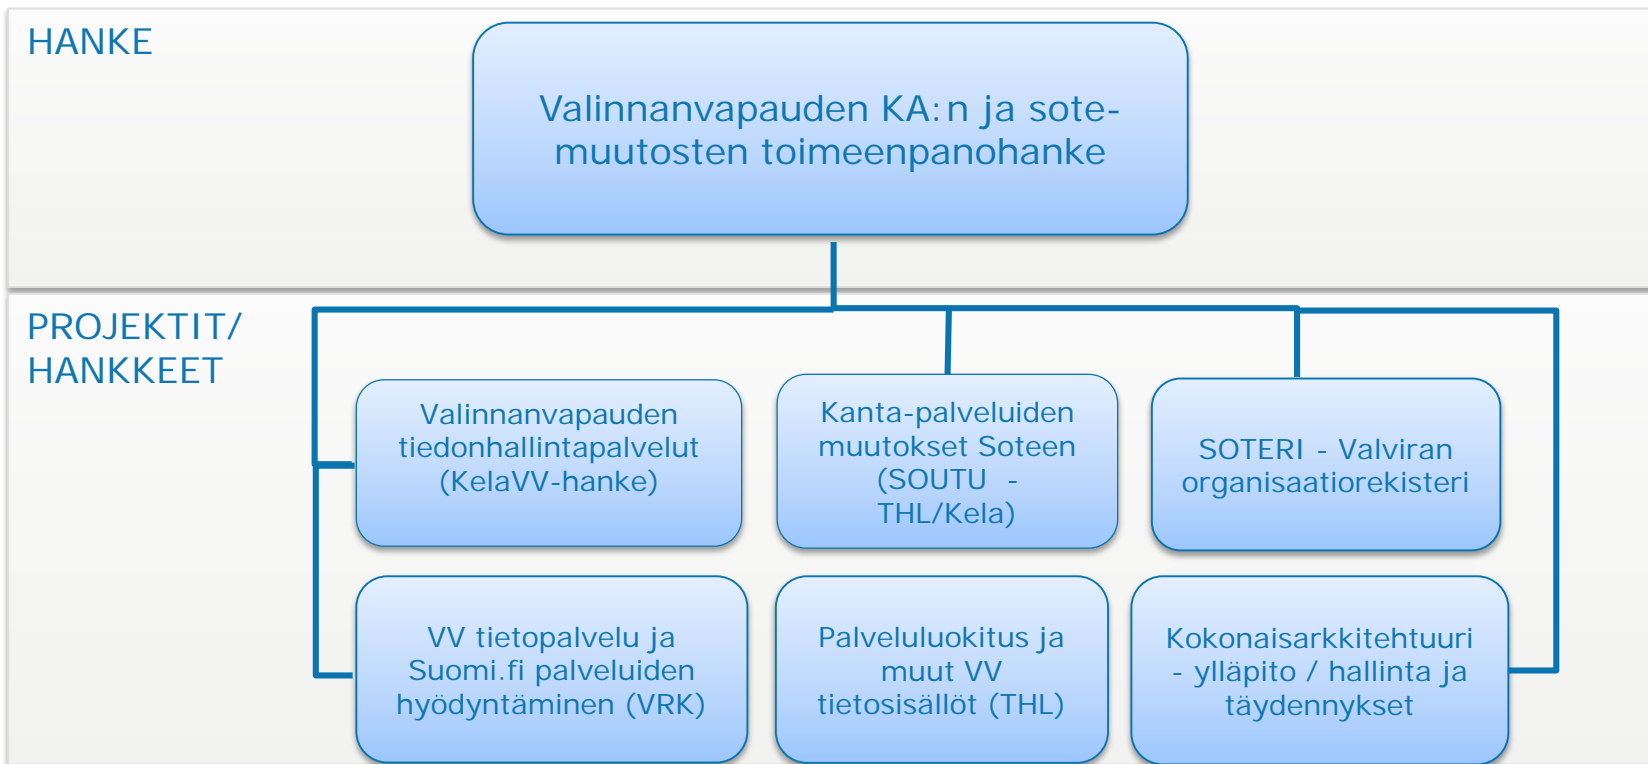 HANKE
Valinnanvapauden KA:n ja sote-
muutosten toimeenpanohanke
PROJEKTIT/
HANKKEET
Valinnanvapauden
tiedonhallintapalvelut
(KelaVV-hanke)
Kanta-palveluiden
muutokset Soteen
(SOUTU -
THL/Kela)
SOTERI - Valviran
organisaatiorekisteri
VV tietopalvelu ja
Suomi.fi palveluiden
hyödyntäminen (VRK)
Palveluluokitus ja
muut VV
tietosisällöt (THL)
Kokonaisarkkitehtuuri
- ylläpito / hallinta ja
täydennykset